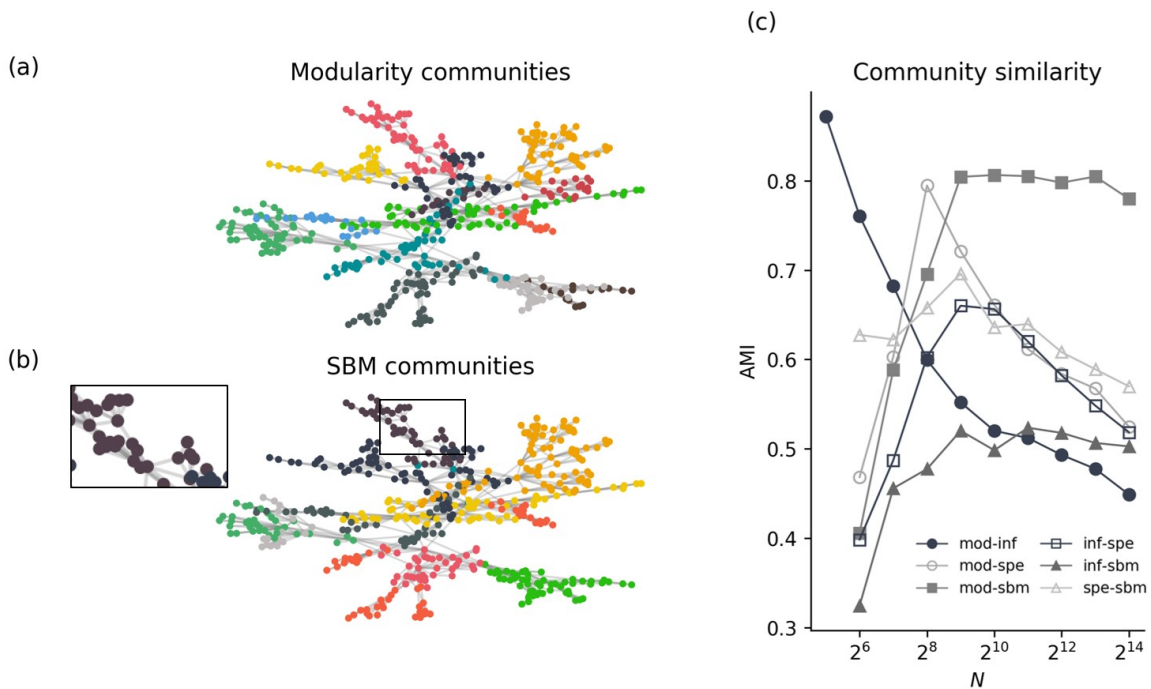 (c)
(a)
Modularity communities
Community similarity
0.8
0.7
0.6
0.5
0.4
0.3
AMI
mod-inf
mod-spe
mod-sbm
inf-spe
inf-sbm
spe-sbm
2^6 2^8 2^10 2^12 2^14
N
(b)
SBM communities